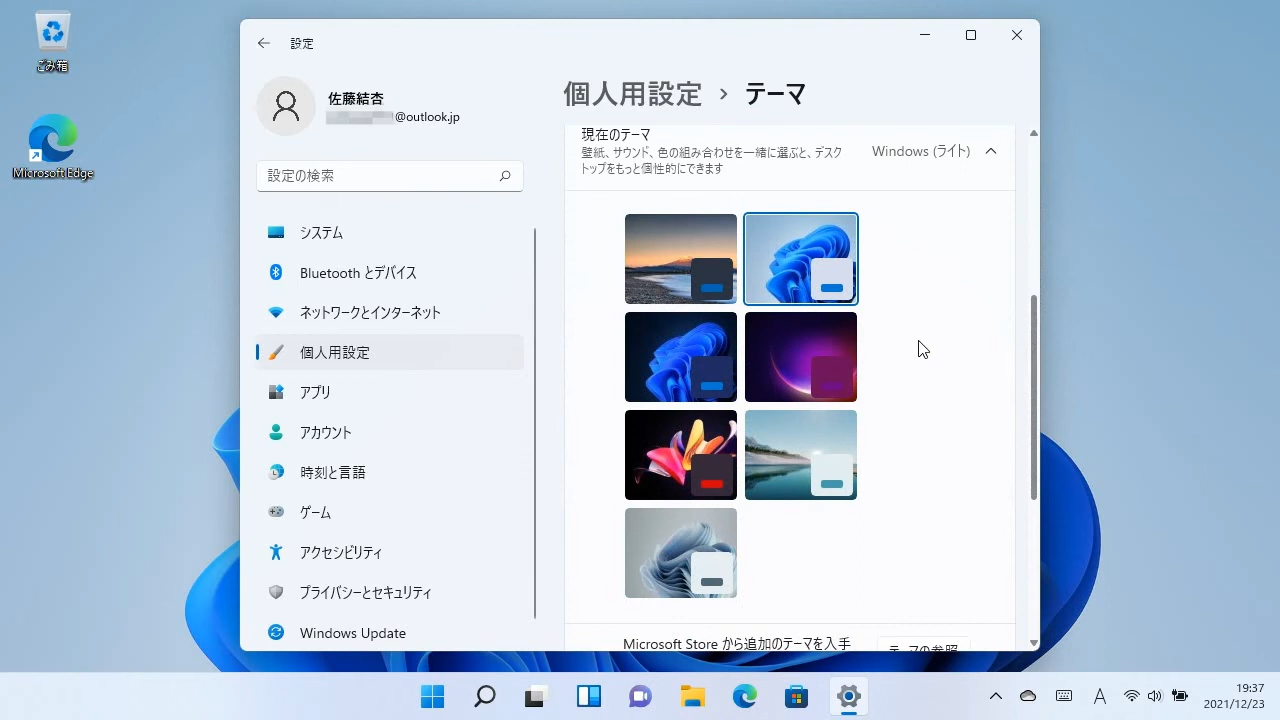 ごみ箱
Microsoft Edge
設定
佐藤結杏
@outlook.jp
設定の検索
システム
Bluetooth とデバイス
ネットワークとインターネット
個人用設定
アプリ
アカウント
時刻と言語
ゲーム
アクセシビリティ
プライバシーとセキュリティ
Windows Update
個人用設定 › テーマ
現在のテーマ
壁紙、サウンド、色の組み合わせを一緒に選ぶと、デスク
トップをもっと個性的にできます
Windows (ライト)
Microsoft Store から追加のテーマを入手
テーマの参照
A
19:37
2021/12/23